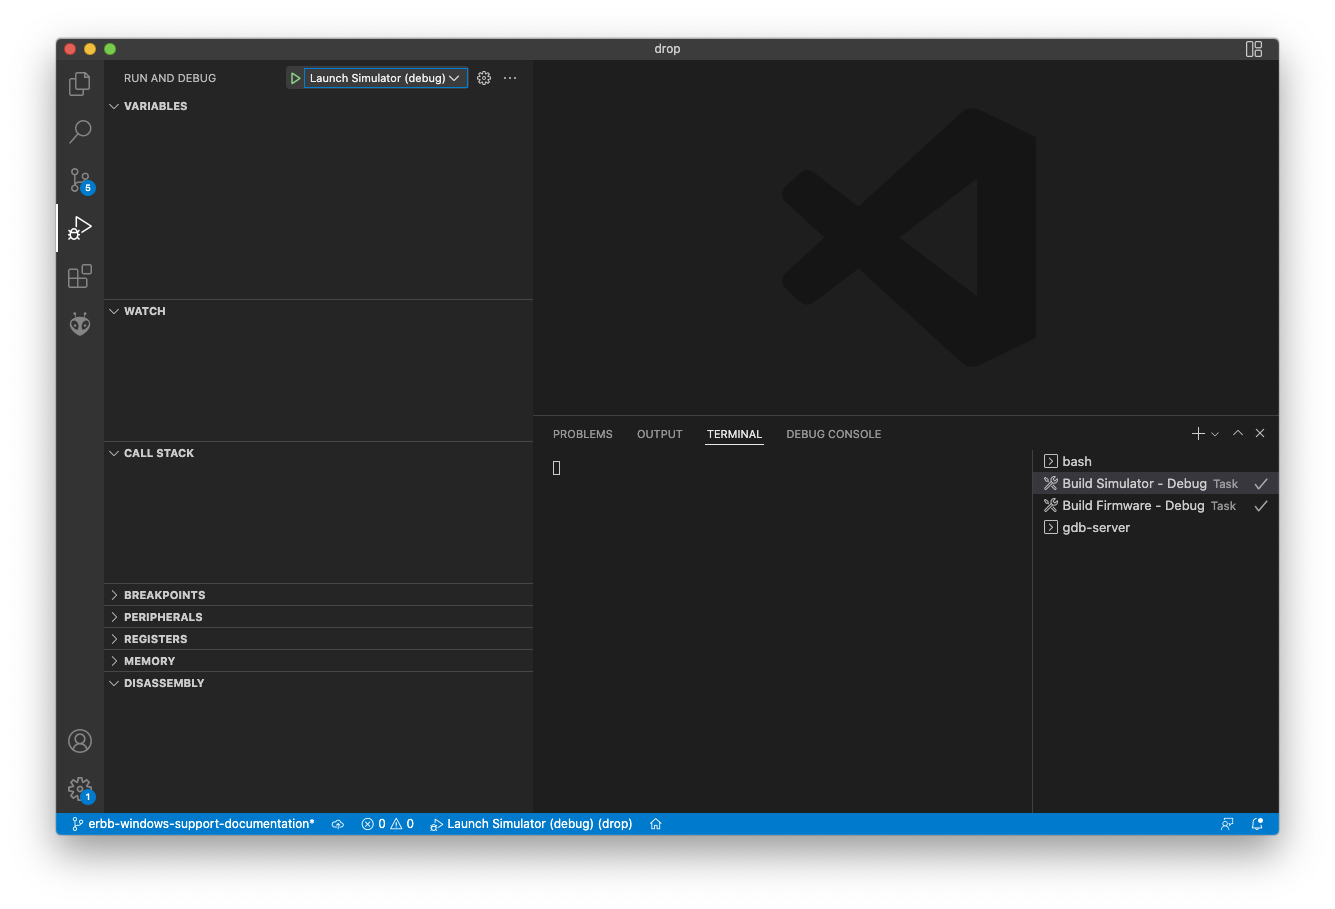 drop
RUN AND DEBUG
Launch Simulator (debug)
VARIABLES
5
WATCH
CALL STACK
BREAKPOINTS
PERIPHERALS
REGISTERS
MEMORY
DISASSEMBLY
PROBLEMS OUTPUT TERMINAL DEBUG CONSOLE
bash
Build Simulator - Debug Task
Build Firmware - Debug Task
gdb-server
1
erbb-windows-support-documentation* 0 0 Launch Simulator (debug) (drop)